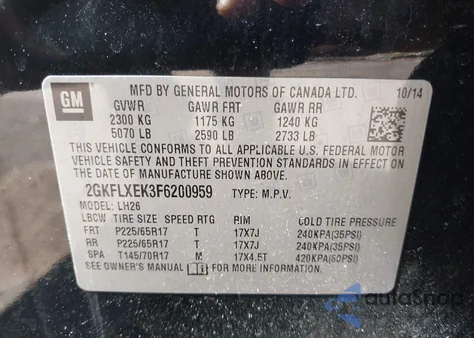 GM
MFD BY GENERAL MOTORS OF CANADA LTD. 10/14
GVWR GAWR FRT GAWR RR
2300 KG 1175 KG 1240 KG
5070 LB 2590 LB 2733 LB
THIS VEHICLE CONFORMS TO ALL APPLICABLE U.S. FEDERAL MOTOR
VEHICLE SAFETY AND THEFT PREVENTION STANDARDS IN EFFECT ON
THE DATE OF MANUFACTURE SHOWN ABOVE.
2GKFLXEK3F6200959 TYPE: M.P.V.
MODEL: LH26
LBCW TIRE SIZE SPEED RTG RIM COLD TIRE PRESSURE
FRT P225/65R17 T 17X7J 240KPA(35PSI)
RR P225/65R17 T 17X7J 240KPA(35PSI)
SPA T145/70R17 M 17X4.5T 420KPA(60PSI)
SEE OWNER'S MANUAL FOR MORE INFORMATION.
AutoSnap